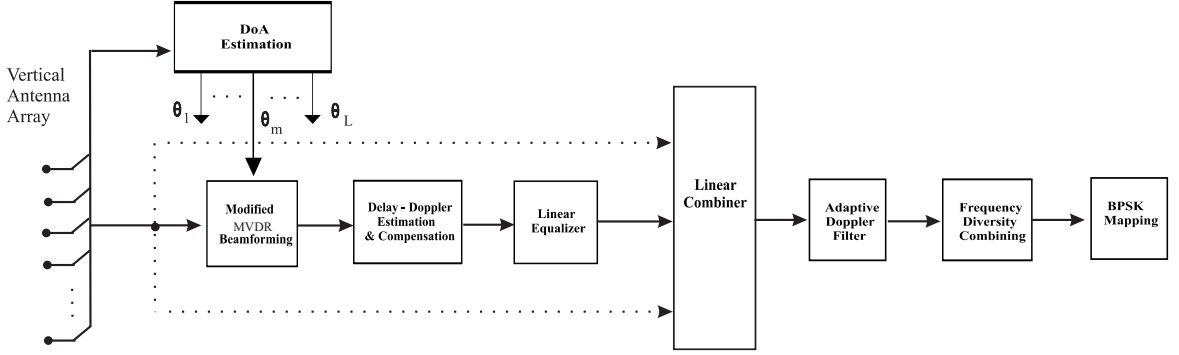 DoA
Estimation
Vertical
Antenna
Array
θ1
θm
θL
Modified
MVDR
Beamforming
Delay - Doppler
Estimation
& Compensation
Linear
Equalizer
Linear
Combiner
Adaptive
Doppler
Filter
Frequency
Diversity
Combining
BPSK
Mapping